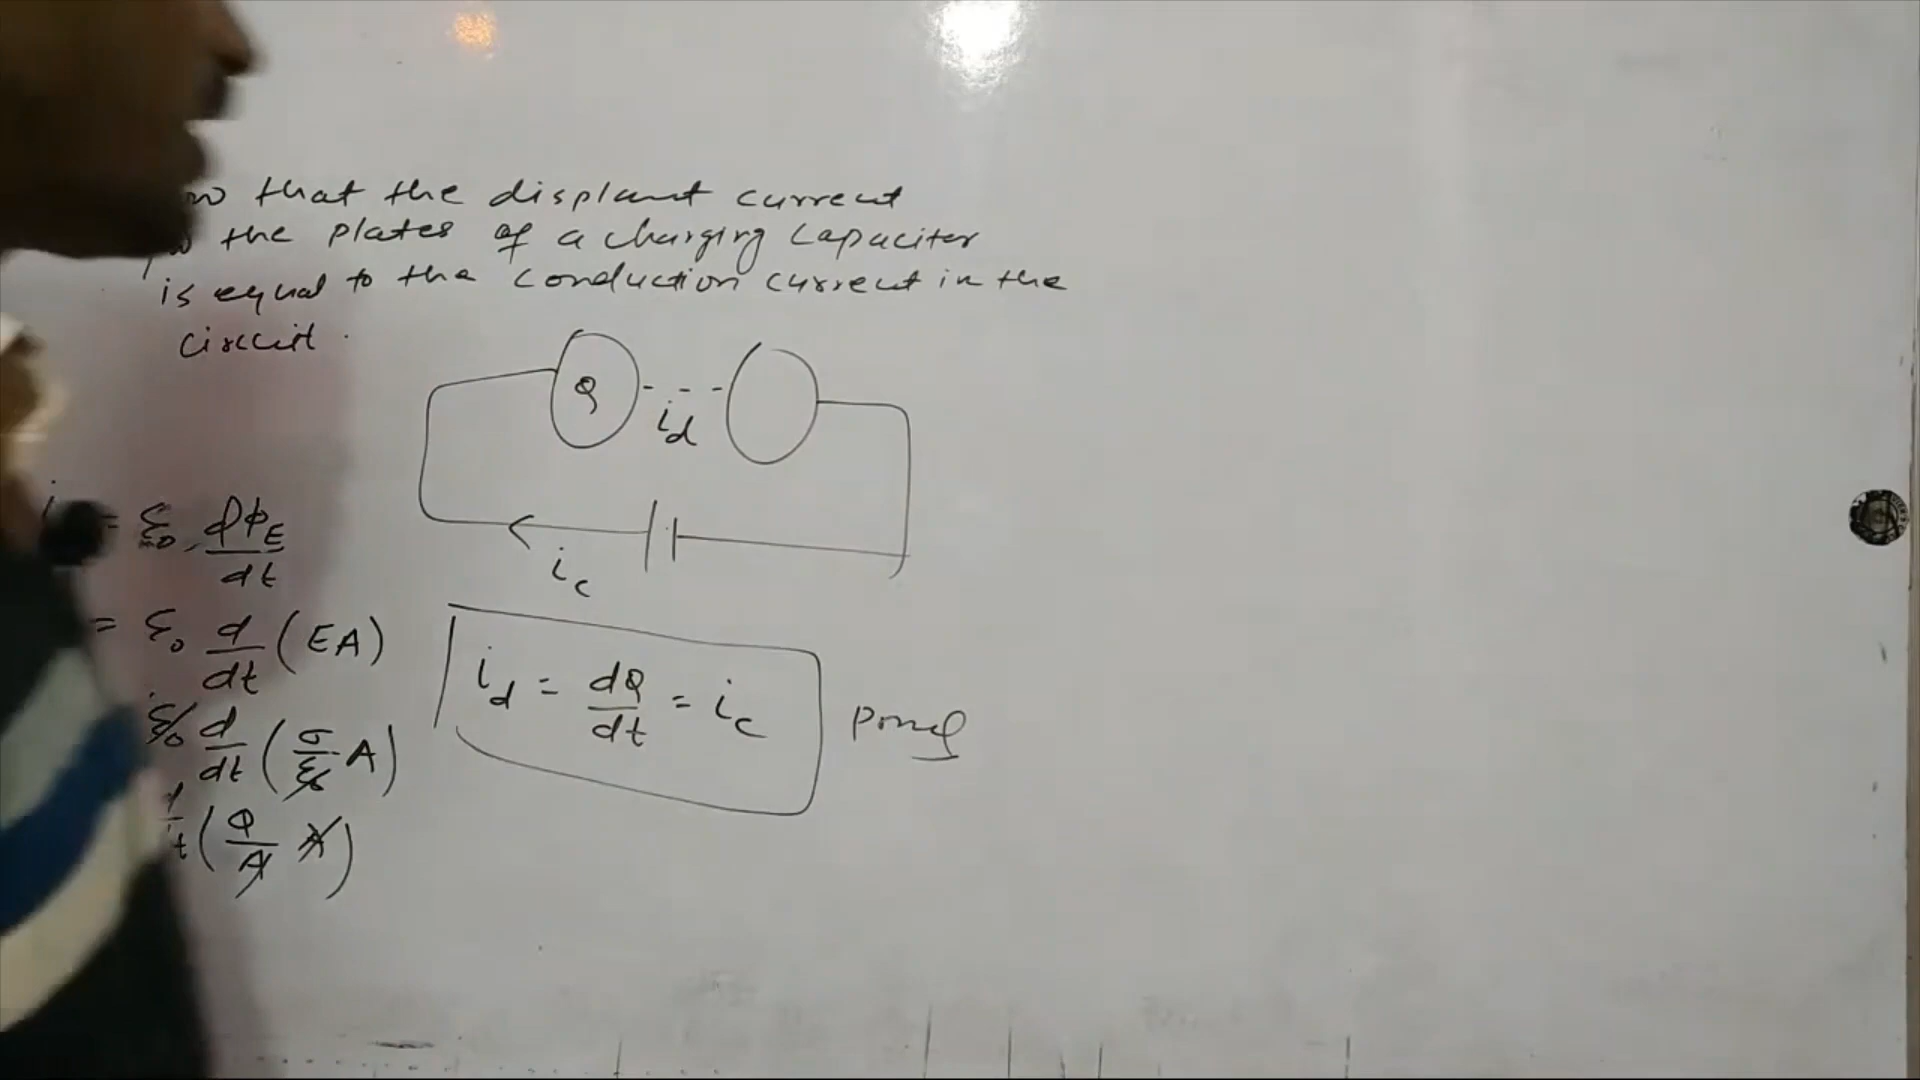 that the displant current
the plates of a charging capaciter
is equal to the conduction current in the
circuit.
Q
id
ic
= ε0 dφE/dt
= ε0 d/dt (EA)
ε0 d/dt (σ/ε0 A)
(Q/A A)
id = dQ/dt = ic